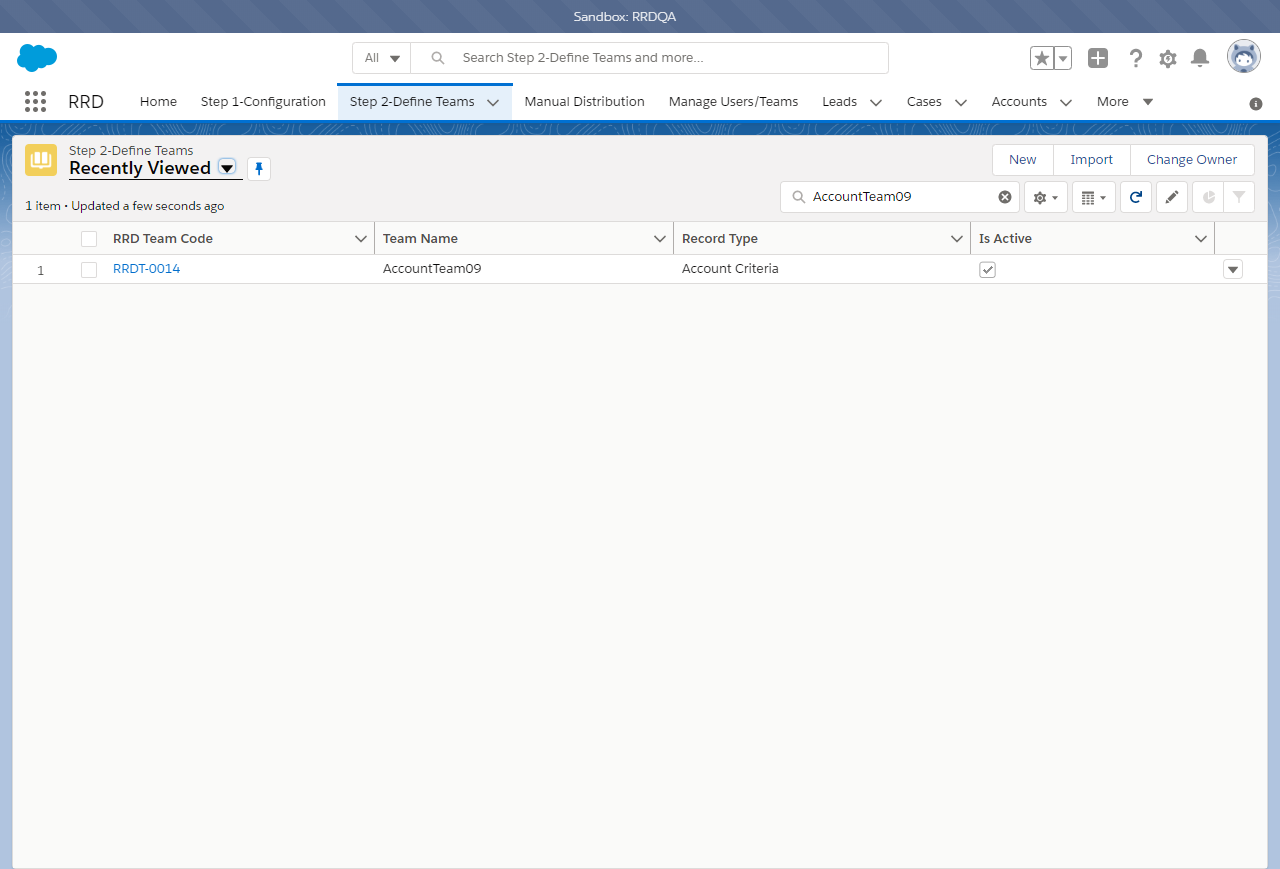 Sandbox: RRDQA
All
Search Step 2-Define Teams and more...
RRD
Home
Step 1-Configuration
Step 2-Define Teams
Manual Distribution
Manage Users/Teams
Leads
Cases
Accounts
More
Step 2-Define Teams
Recently Viewed
New
Import
Change Owner
1 item • Updated a few seconds ago
AccountTeam09
RRD Team Code
Team Name
Record Type
Is Active
1
RRDT-0014
AccountTeam09
Account Criteria